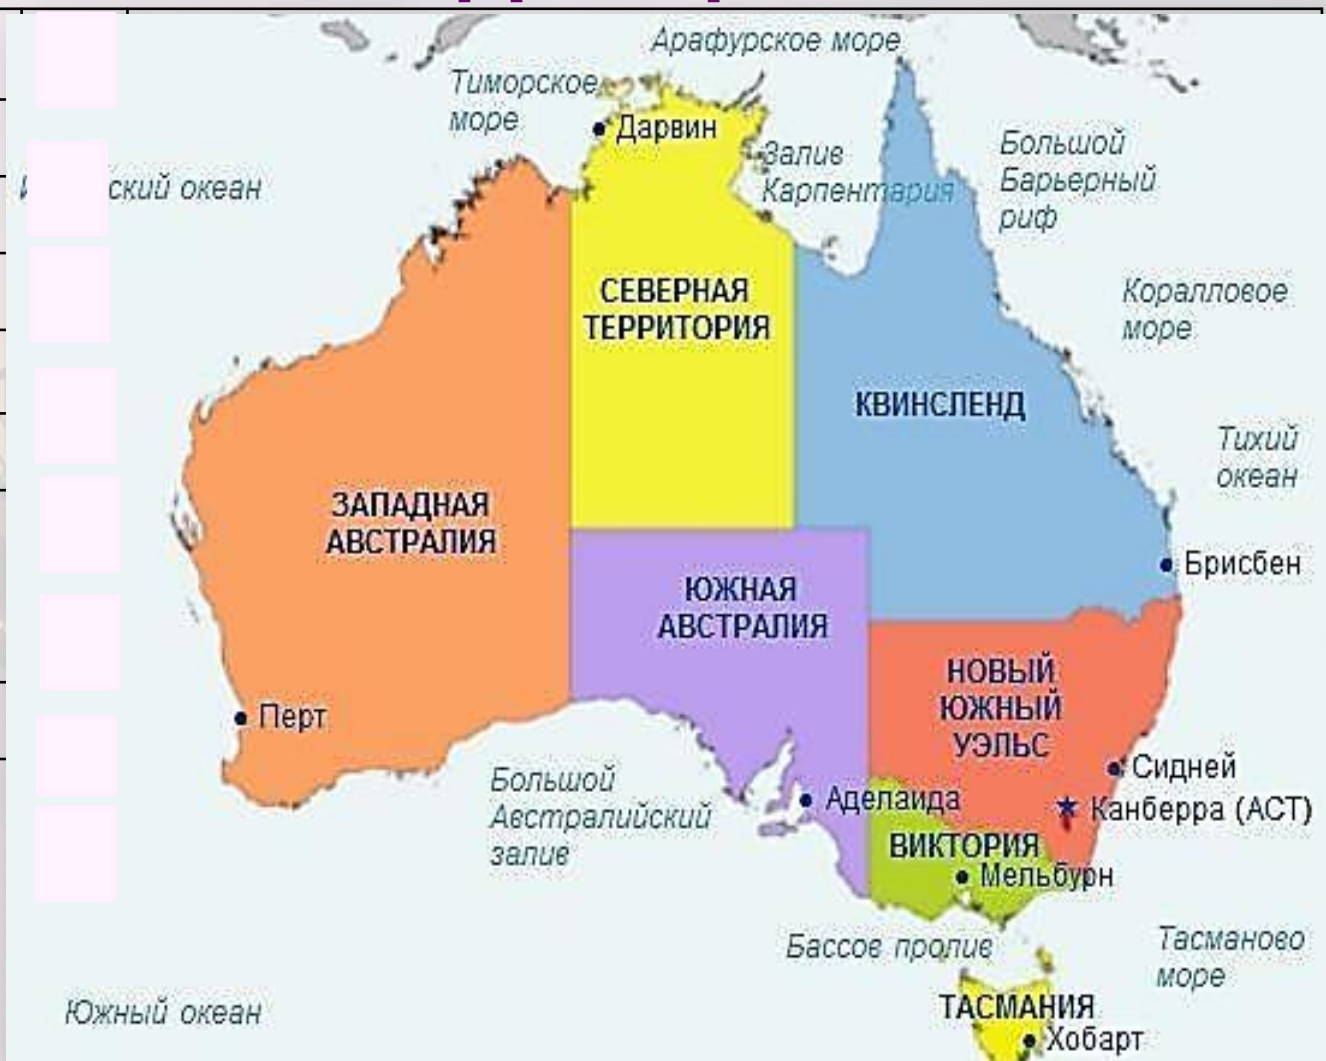 Арафурское море
Тиморское
море
Дарвин
Залив
Карпентария
Большой
Барьерный
риф
ский океан
СЕВЕРНАЯ
ТЕРРИТОРИЯ
Коралловое
море
КВИНСЛЕНД
Тихий
океан
ЗАПАДНАЯ
АВСТРАЛИЯ
Брисбен
ЮЖНАЯ
АВСТРАЛИЯ
НОВЫЙ
ЮЖНЫЙ
УЭЛЬС
Перт
Сидней
Большой
Австралийский
залив
Аделаида
Канберра (АСТ)
ВИКТОРИЯ
Мельбурн
Бассов пролив
Тасманово
море
ТАСМАНИЯ
Южный океан
Хобарт